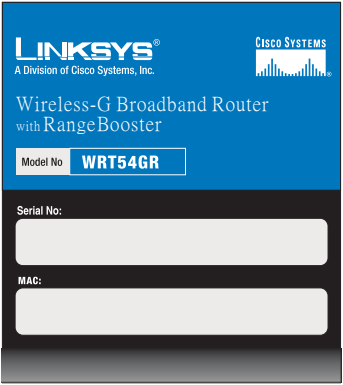 LINKSYS®
A Division of Cisco Systems, Inc.
CISCO SYSTEMS
®
Wireless-G Broadband Router
with RangeBooster
Model No WRT54GR
Serial No:
MAC: